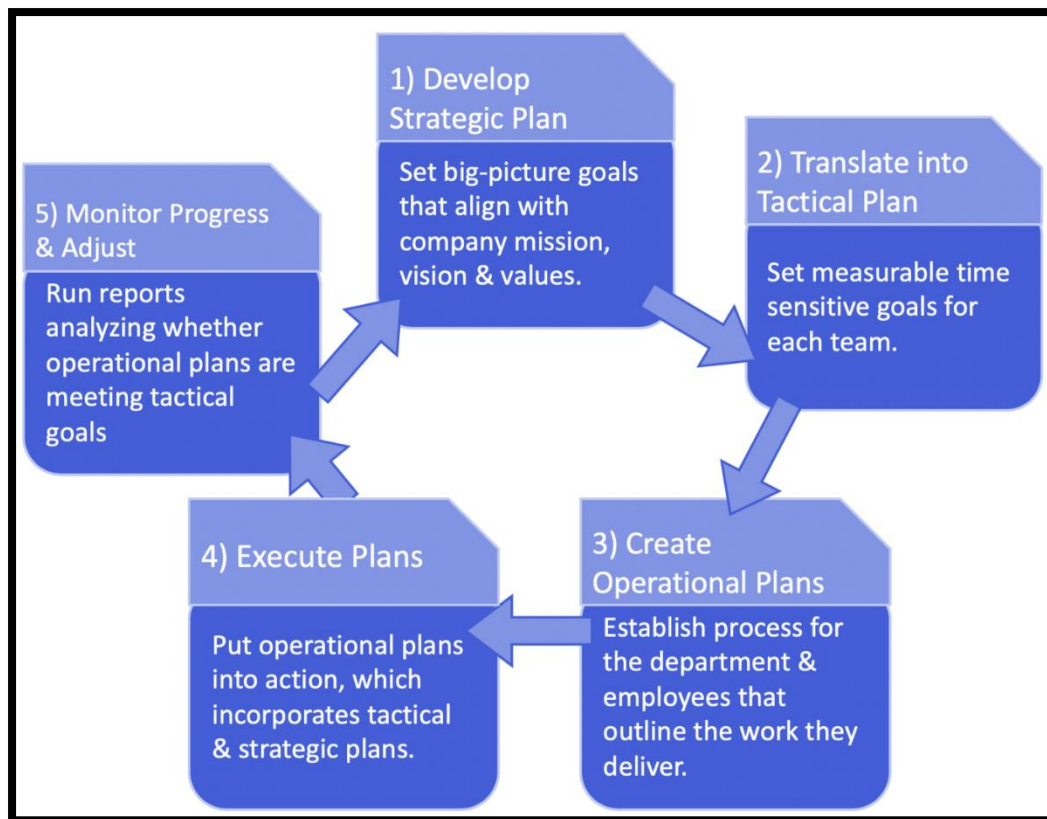 1) Develop
Strategic Plan
Set big-picture goals
that align with
company mission,
vision & values.
2) Translate into
Tactical Plan
Set measurable time
sensitive goals for
each team.
3) Create
Operational Plans
Establish process for
the department &
employees that
outline the work they
deliver.
4) Execute Plans
Put operational plans
into action, which
incorporates tactical
& strategic plans.
5) Monitor Progress
& Adjust
Run reports
analyzing whether
operational plans are
meeting tactical
goals